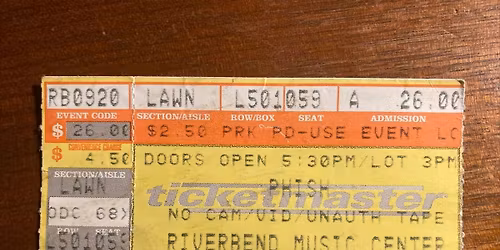 RB0920 LAWN L501059 A 26.00
EVENT CODE SECTION/AISLE ROW/BOX SEAT ADMISSION
$ 26.00 $2.50 PRK PD-USE EVENT LO
$ 4.50 DOORS OPEN 5:30PM/LOT 3PM
SECTION/AISLE
LAWN PHISH
ticketmaster
ODC 68X NO CAM/VID/UNAUTH TAPE
L501059 RIVERBEND MUSIC CENTER